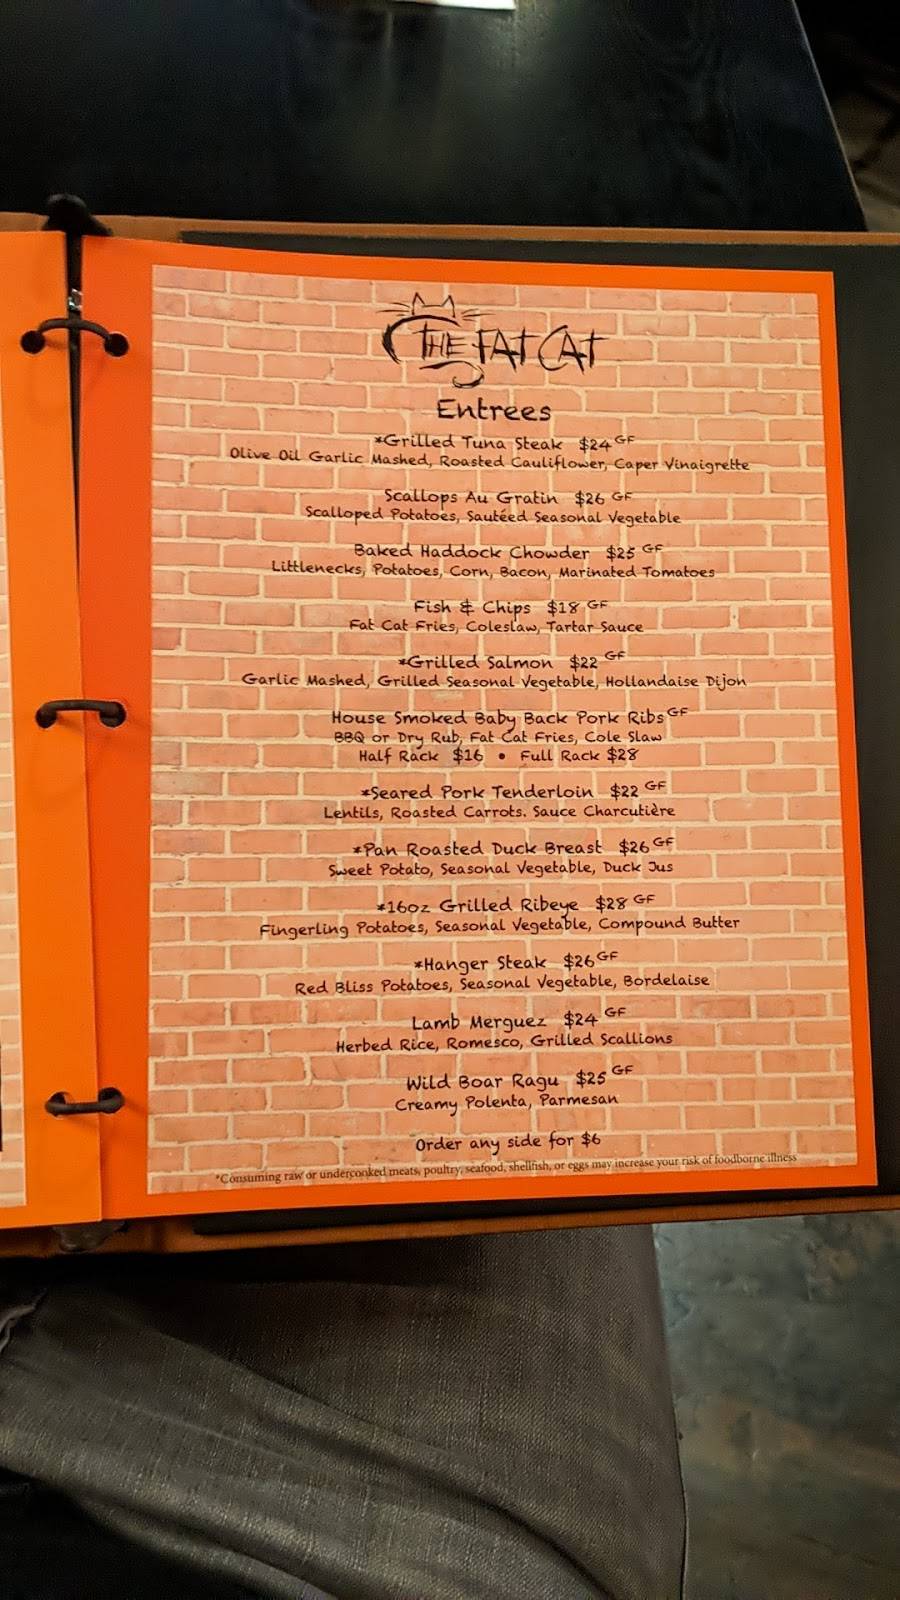 THE FAT CAT
Entrees
*Grilled Tuna Steak $24 GF
Olive Oil Garlic Mashed, Roasted Cauliflower, Caper Vinaigrette
Scallops Au Gratin $26 GF
Scalloped Potatoes, Sautéed Seasonal Vegetable
Baked Haddock Chowder $25 GF
Littlenecks, Potatoes, Corn, Bacon, Marinated Tomatoes
Fish & Chips $18 GF
Fat Cat Fries, Coleslaw, Tartar Sauce
*Grilled Salmon $22 GF
Garlic Mashed, Grilled Seasonal Vegetable, Hollandaise Dijon
House Smoked Baby Back Pork Ribs GF
BBQ or Dry Rub, Fat Cat Fries, Cole Slaw
Half Rack $16 • Full Rack $28
*Seared Pork Tenderloin $22 GF
Lentils, Roasted Carrots. Sauce Charcutière
*Pan Roasted Duck Breast $26 GF
Sweet Potato, Seasonal Vegetable, Duck Jus
*16oz Grilled Ribeye $28 GF
Fingerling Potatoes, Seasonal Vegetable, Compound Butter
*Hanger Steak $26 GF
Red Bliss Potatoes, Seasonal Vegetable, Bordelaise
Lamb Merguez $24 GF
Herbed Rice, Romesco, Grilled Scallions
Wild Boar Ragu $25 GF
Creamy Polenta, Parmesan
Order any side for $6
*Consuming raw or undercooked meats, poultry, seafood, shellfish, or eggs may increase your risk of foodborne illness